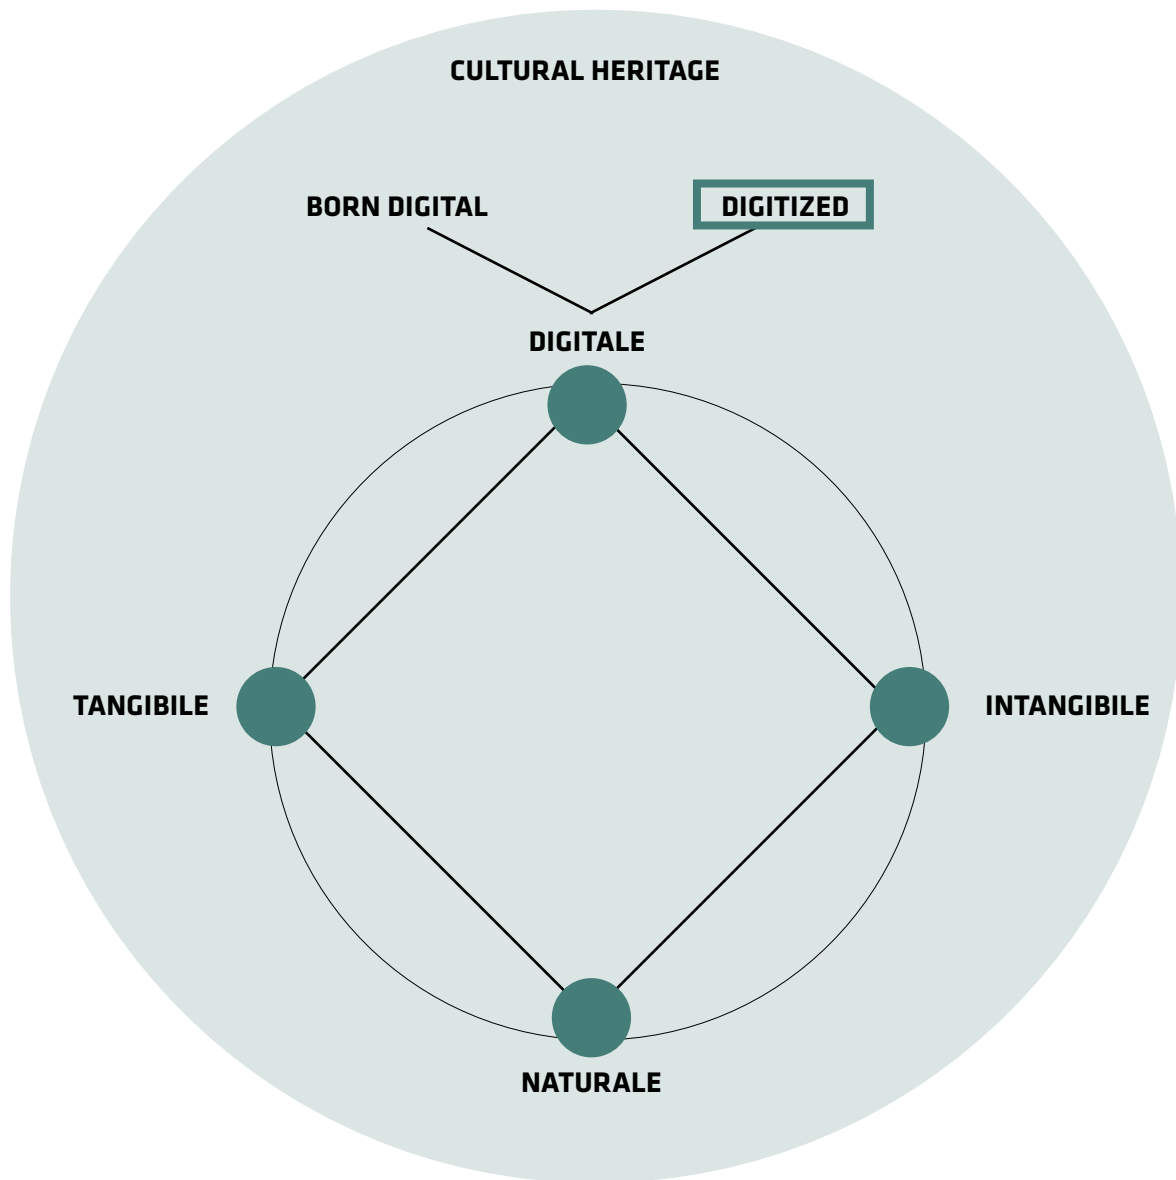 CULTURAL HERITAGE
BORN DIGITAL
DIGITIZED
DIGITALE
TANGIBILE
INTANGIBILE
NATURALE